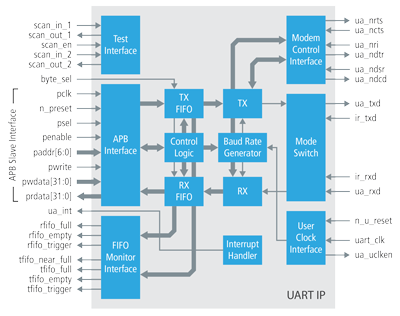 scan_in_1
scan_out_1
scan_en
scan_in_2
scan_out_2
byte_sel
APB Slave Interface
pclk
n_preset
psel
penable
paddr[6:0]
pwrite
pwdata[31:0]
prdata[31:0]
ua_int
rfifo_full
rfifo_empty
rfifo_trigger
tfifo_near_full
tfifo_full
tfifo_empty
tfifo_trigger
Test
Interface
APB
Interface
FIFO
Monitor
Interface
TX
FIFO
Control
Logic
RX
FIFO
TX
Baud Rate
Generator
RX
Interrupt
Handler
Modem
Control
Interface
Mode
Switch
User
Clock
Interface
UART IP
ua_nrts
ua_ncts
ua_nri
ua_ndtr
ua_ndsr
ua_ndcd
ua_txd
ir_txd
ir_rxd
ua_rxd
n_u_reset
uart_clk
ua_uclken